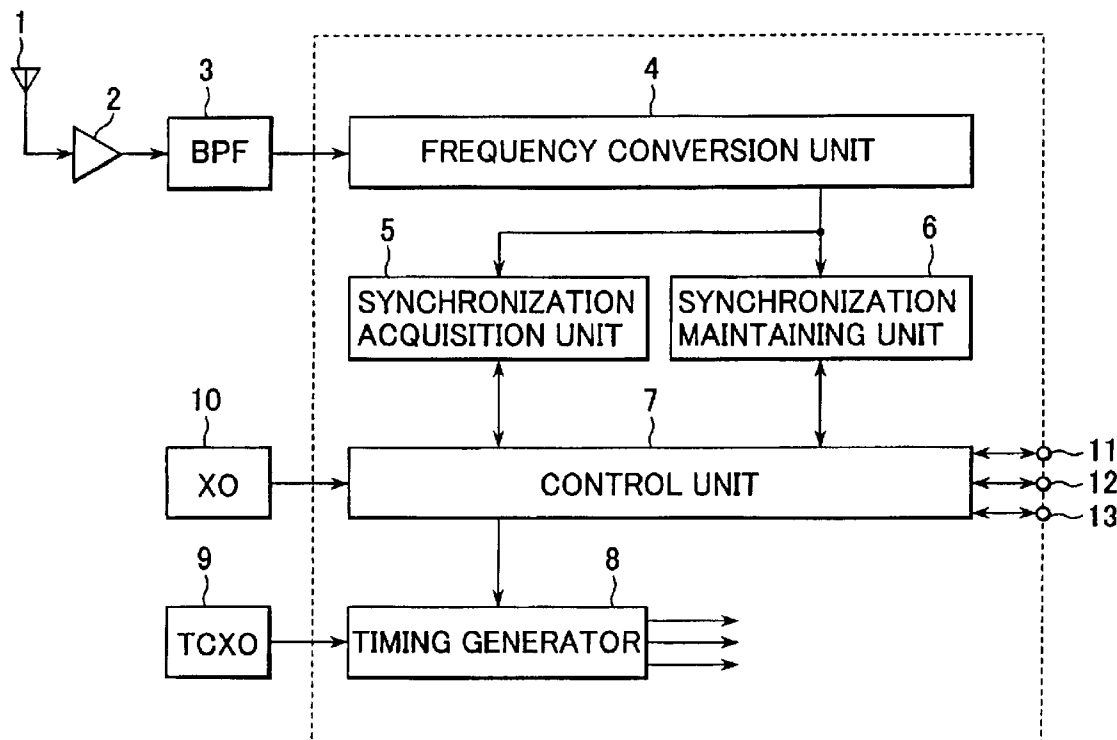 1
2
3
BPF
4
FREQUENCY CONVERSION UNIT
5
SYNCHRONIZATION
ACQUISITION UNIT
6
SYNCHRONIZATION
MAINTAINING UNIT
10
XO
7
CONTROL UNIT
11
12
13
9
TCXO
8
TIMING GENERATOR